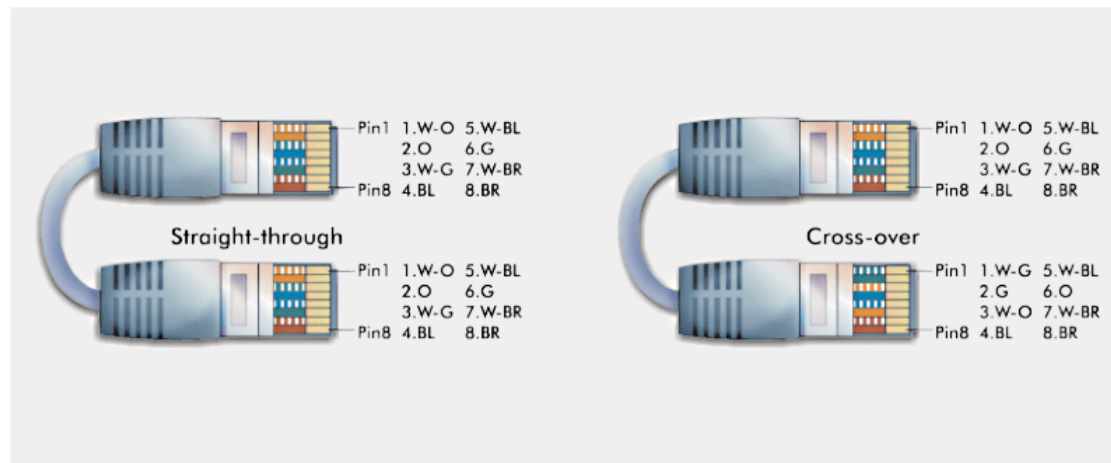 Pin1 1.W-O 5.W-BL
2.O 6.G
3.W-G 7.W-BR
Pin8 4.BL 8.BR
Straight-through
Pin1 1.W-O 5.W-BL
2.O 6.G
3.W-G 7.W-BR
Pin8 4.BL 8.BR
Pin1 1.W-O 5.W-BL
2.O 6.G
3.W-G 7.W-BR
Pin8 4.BL 8.BR
Cross-over
Pin1 1.W-G 5.W-BL
2.G 6.O
3.W-O 7.W-BR
Pin8 4.BL 8.BR